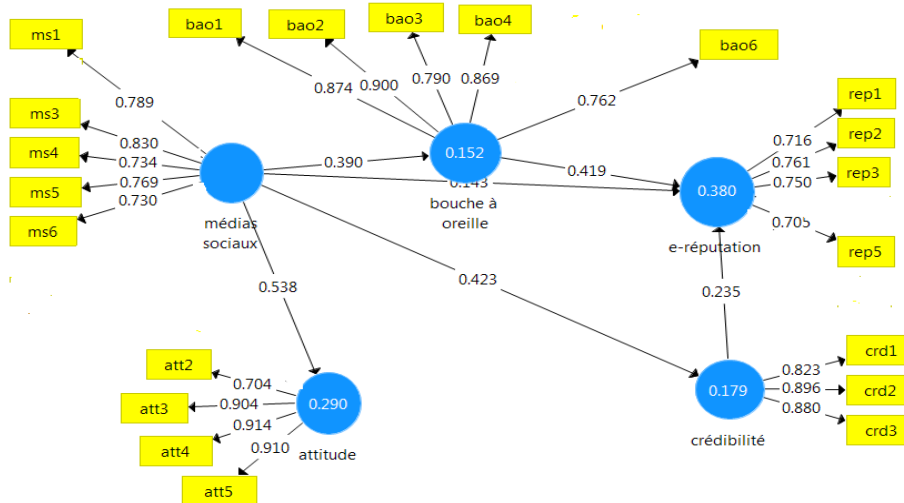 bao1
bao2
bao3
bao4
bao6
ms1
0.789
0.874
0.900
0.790
0.869
0.762
ms3
ms4
ms5
ms6
0.830
0.734
0.769
0.730
médias
sociaux
0.390
0.152
bouche à
oreille
0.143
0.419
0.380
e-réputation
rep1
rep2
rep3
rep5
0.716
0.761
0.750
0.705
0.538
0.423
0.235
att2
att3
att4
att5
0.704
0.904
0.914
0.910
0.290
attitude
0.179
crédibilité
0.823
0.896
0.880
crd1
crd2
crd3